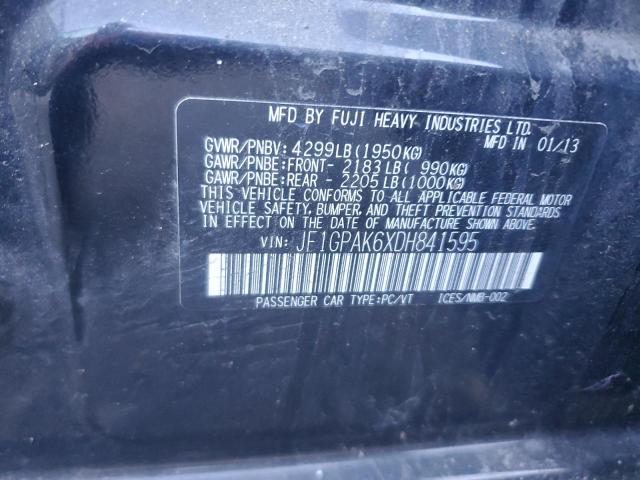 MFD BY FUJI HEAVY INDUSTRIES LTD.
MFD IN 01/13
GVWR/PNBV: 4299LB(1950KG)
GAWR/PNBE:FRONT- 2183LB( 990KG)
GAWR/PNBE:REAR - 2205LB(1000KG)
THIS VEHICLE CONFORMS TO ALL APPLICABLE FEDERAL MOTOR
VEHICLE SAFETY, BUMPER, AND THEFT PREVENTION STANDARDS
IN EFFECT ON THE DATE OF MANUFACTURE SHOWN ABOVE.
VIN: JF1GPAK6XDH841595
PASSENGER CAR TYPE:PC/VT ICES/NMB-002